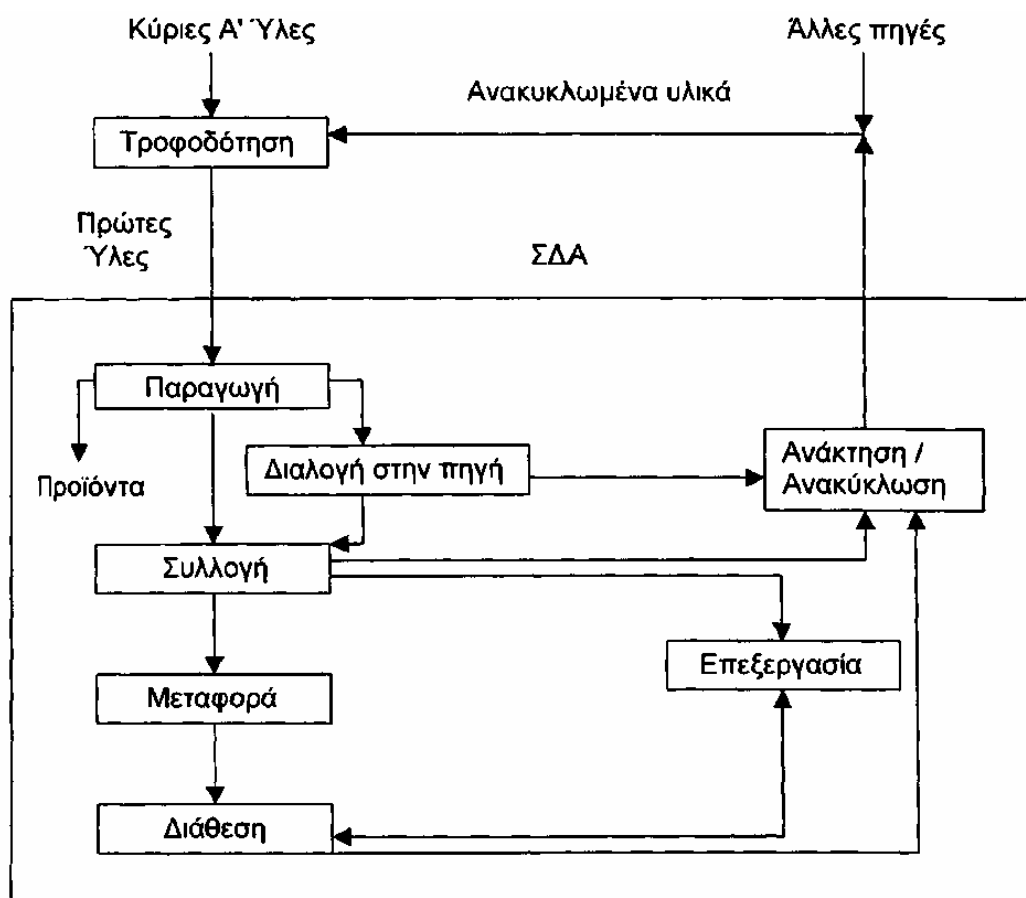 Κύριες Α' Ύλες
Άλλες πηγές
Ανακυκλωμένα υλικά
Τροφοδότηση
Πρώτες
Ύλες
ΣΔΑ
Παραγωγή
Προϊόντα
Διαλογή στην πηγή
Ανάκτηση /
Ανακύκλωση
Συλλογή
Επεξεργασία
Μεταφορά
Διάθεση